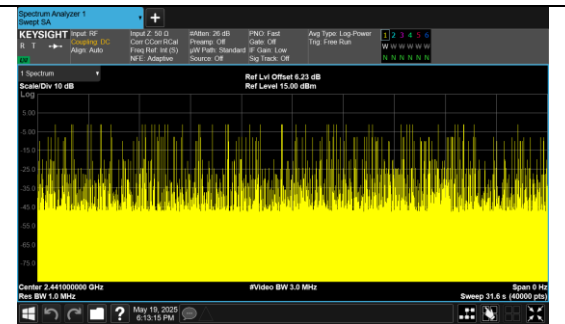 Spectrum Analyzer 1
Swept SA
+
KEYSIGHT
R T
Input: RF
Coupling: DC
Align: Auto
Input Z: 50 Ω
Corr CCorr RCal
Freq Ref: Int (S)
NFE: Adaptive
#Atten: 26 dB
Preamp: Off
µW Path: Standard
Source: Off
PNO: Fast
Gate: Off
IF Gain: Low
Sig Track: Off
Avg Type: Log-Power
Trig: Free Run
1 2 3 4 5 6
W W W W W W
N N N N N N
1 Spectrum
Scale/Div 10 dB
Ref Lvl Offset 6.23 dB
Ref Level 15.00 dBm
Log
5.00
-5.00
-15.0
-25.0
-35.0
-45.0
-55.0
-65.0
-75.0
Center 2.441000000 GHz
Res BW 1.0 MHz
#Video BW 3.0 MHz
Span 0 Hz
Sweep 31.6 s (40000 pts)
?
May 19, 2025
6:13:15 PM